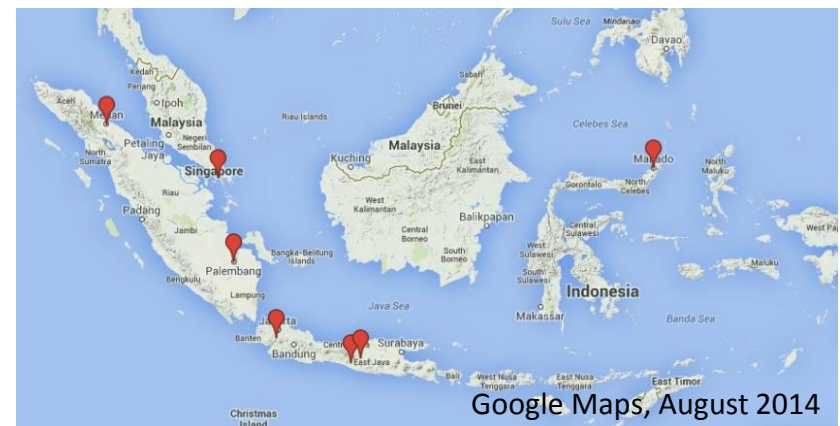 Sulu Sea
Mindanao
Davao
Kedah
Penang
Aceh
Ipoh
Medan
Malaysia
Riau Islands
Sabah
Brunei
Celebes Sea
Petaling
Jaya
Negeri
Sembilan
North
Sumatra
Singapore
Kuching
Malaysia
East
Kalimantan
Manado
North
Maluku
Gorontalo
North
Celebes
Riau
Padang
West
Kalimantan
Balikpapan
Jambi
Central
Borneo
Central
Sulawesi
West Pap
Palembang
Bangka-Belitung
Islands
South
Borneo
West
Sulawesi
Bengkulu
South
Sulawesi
Maluku
Lampung
Indonesia
Java Sea
Makassar
Banda Sea
Jakarta
Banten
Bandung
Surabaya
East Java
Bali
West Nusa
Tenggara
East Nusa
Tenggara
East Timor
Google Maps, August 2014
Christmas
Island